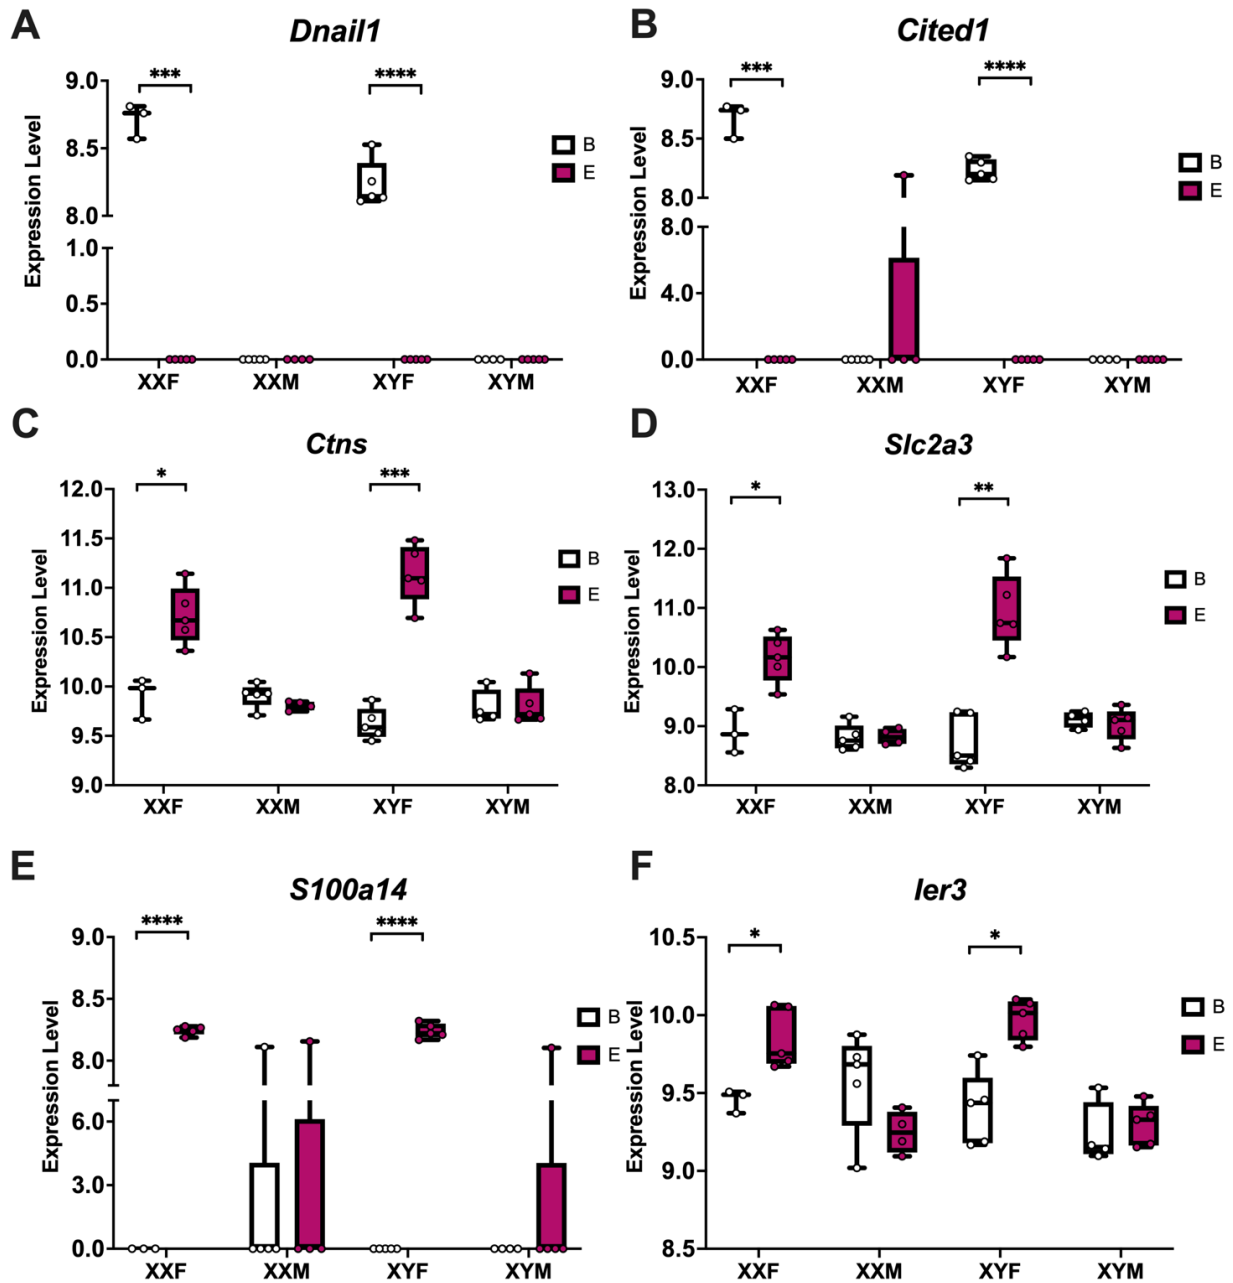 A
Dnail1
***
****
Expression Level
9.0
8.5
8.0
1.0
0.5
0.0
XXF XXM XYF XYM
B
E
B
Cited1
***
****
Expression Level
9.0
8.5
8.0
8.0
4.0
0.0
XXF XXM XYF XYM
B
E
C
Ctns
*
***
Expression Level
12.0
11.5
11.0
10.5
10.0
9.5
9.0
XXF XXM XYF XYM
B
E
D
Slc2a3
*
**
Expression Level
13.0
12.0
11.0
10.0
9.0
8.0
XXF XXM XYF XYM
B
E
E
S100a14
****
****
Expression Level
9.0
8.5
8.0
6.0
3.0
0.0
XXF XXM XYF XYM
B
E
F
Ier3
*
*
Expression Level
10.5
10.0
9.5
9.0
8.5
XXF XXM XYF XYM
B
E